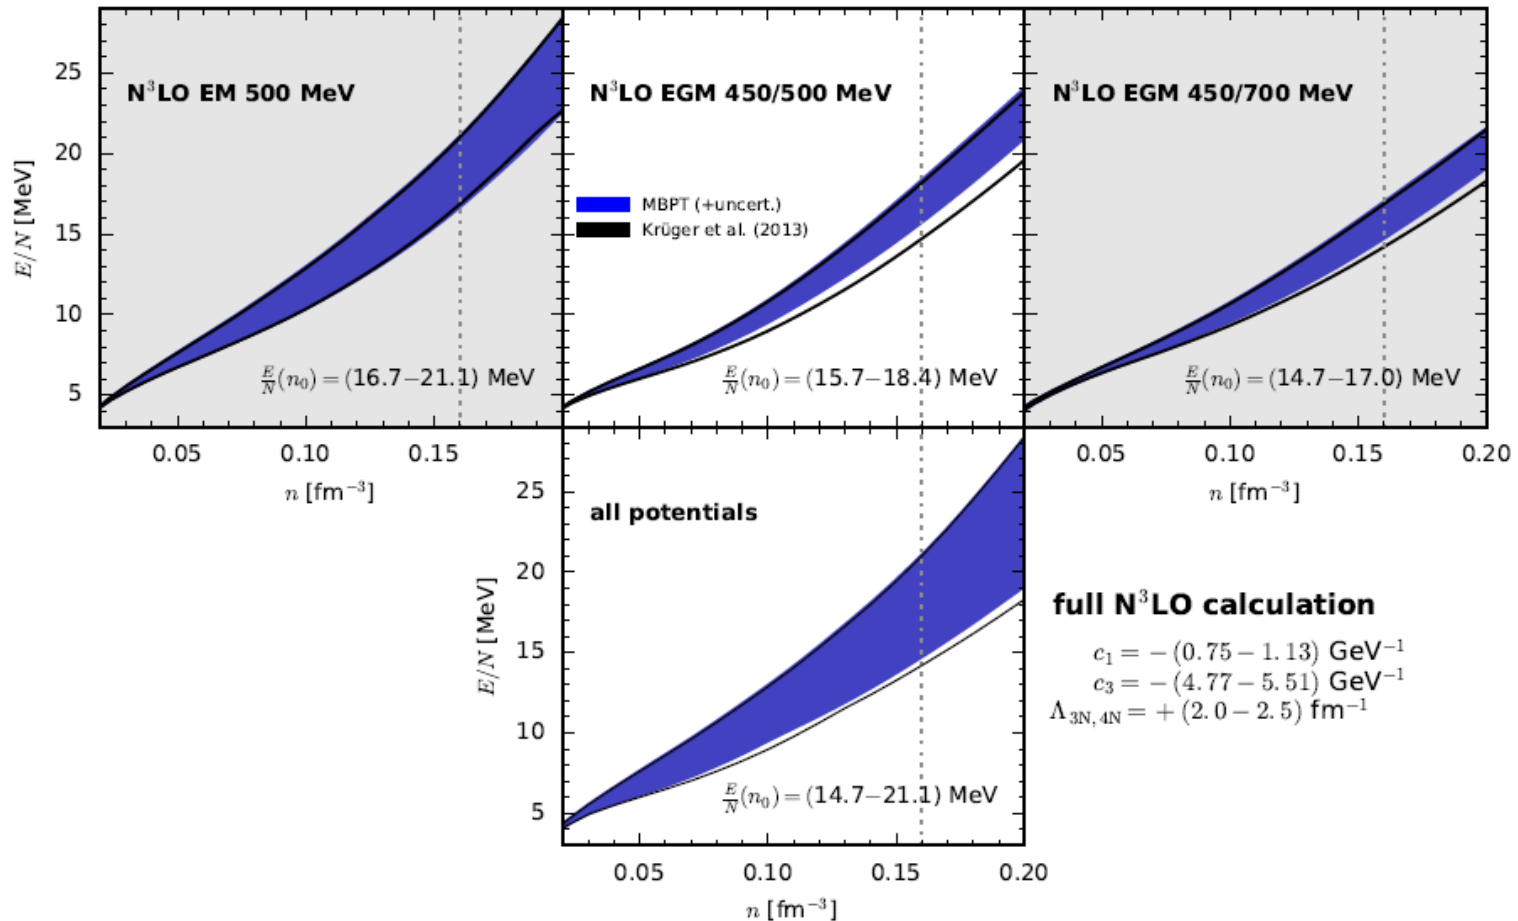 N³LO EM 500 MeV
N³LO EGM 450/500 MeV
N³LO EGM 450/700 MeV
MBPT (+uncert.)
Krüger et al. (2013)
E/N [MeV]
25
20
15
10
5
E/N(n₀) = (16.7−21.1) MeV
E/N(n₀) = (15.7−18.4) MeV
E/N(n₀) = (14.7−17.0) MeV
0.05 0.10 0.15
0.05 0.10 0.15 0.20
n [fm⁻³]
n [fm⁻³]
all potentials
E/N [MeV]
25
20
15
10
5
E/N(n₀) = (14.7−21.1) MeV
0.05 0.10 0.15 0.20
n [fm⁻³]
full N³LO calculation
c₁ = −(0.75 − 1.13) GeV⁻¹
c₃ = −(4.77 − 5.51) GeV⁻¹
Λ₃N,₄N = +(2.0 − 2.5) fm⁻¹